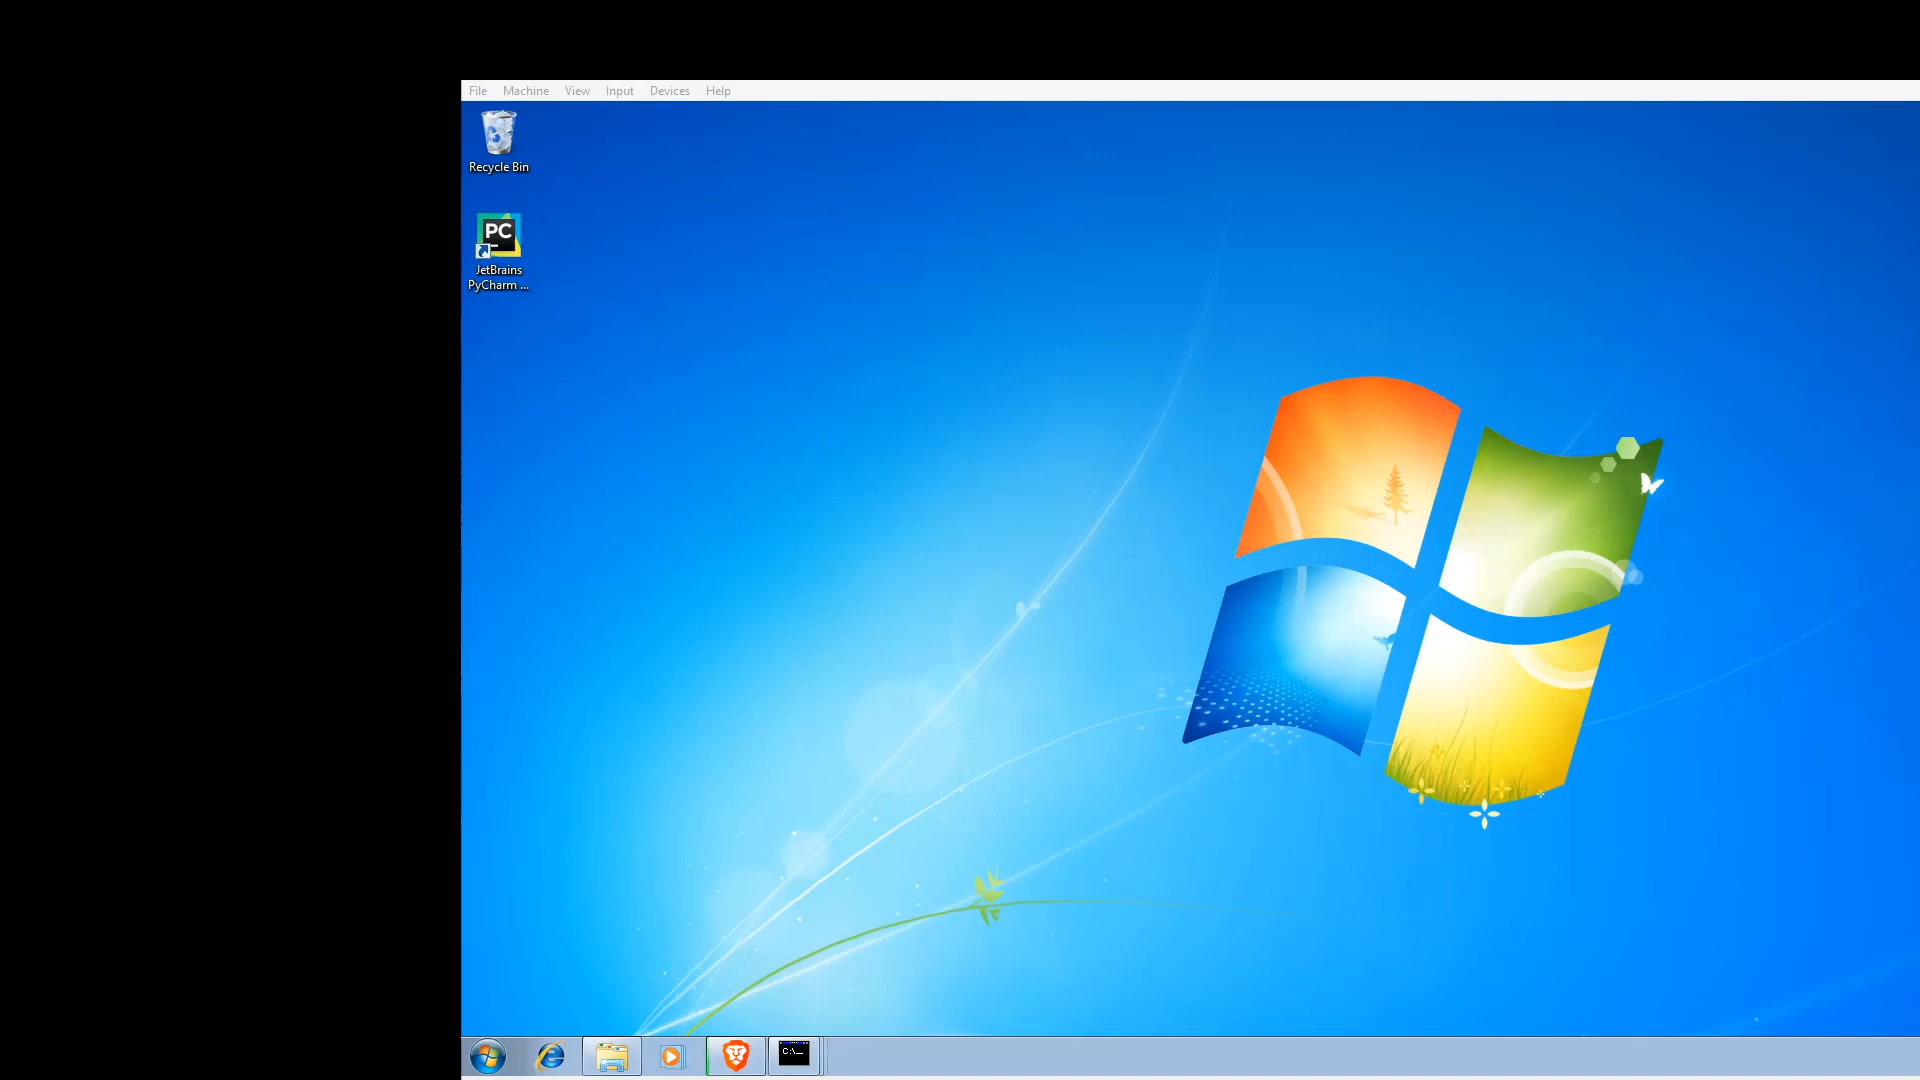 File Machine View Input Devices Help
Recycle Bin
PC
JetBrains
PyCharm ...
C:\_